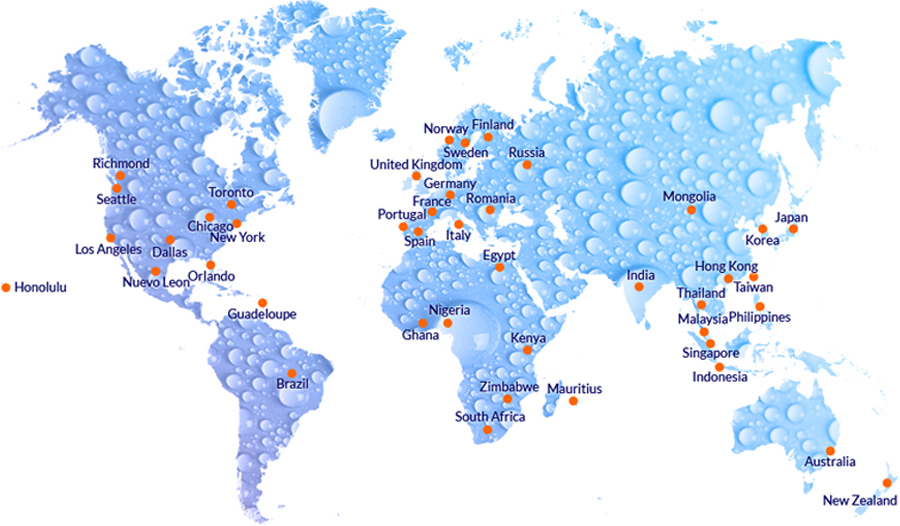 Norway
Finland
Sweden
Russia
United Kingdom
Richmond
Germany
Seattle
Toronto
France
Romania
Mongolia
Portugal
Japan
Chicago
New York
Spain
Italy
Korea
Los Angeles
Dallas
Egypt
Hong Kong
India
Nuevo Leon
Orlando
Taiwan
Honolulu
Thailand
Guadeloupe
Nigeria
Malaysia
Philippines
Ghana
Kenya
Singapore
Indonesia
Brazil
Zimbabwe
Mauritius
South Africa
Australia
New Zealand